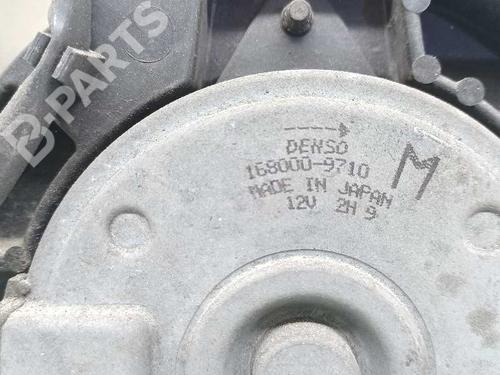 B-PARTS
DENSO
168000-9710
MADE IN JAPAN
12V 2H 9
M